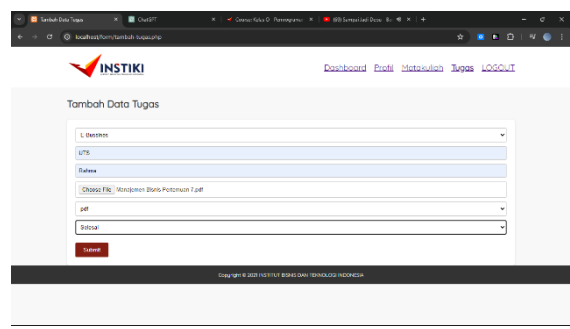 Tambah Data Tugas
ChatGPT
localhost/form/tambah tugas.php
INSTIKI
Dashboard Profil Matakuliah Tugas LOGOUT
Tambah Data Tugas
UTS
Rahma
Choose File Manajemen Bisnis Pertemuan 7.pdf
pdf
Selesai
Submit
Copyright © 2021 INSTITUT BISNIS DAN TEKNOLOGI INDONESIA